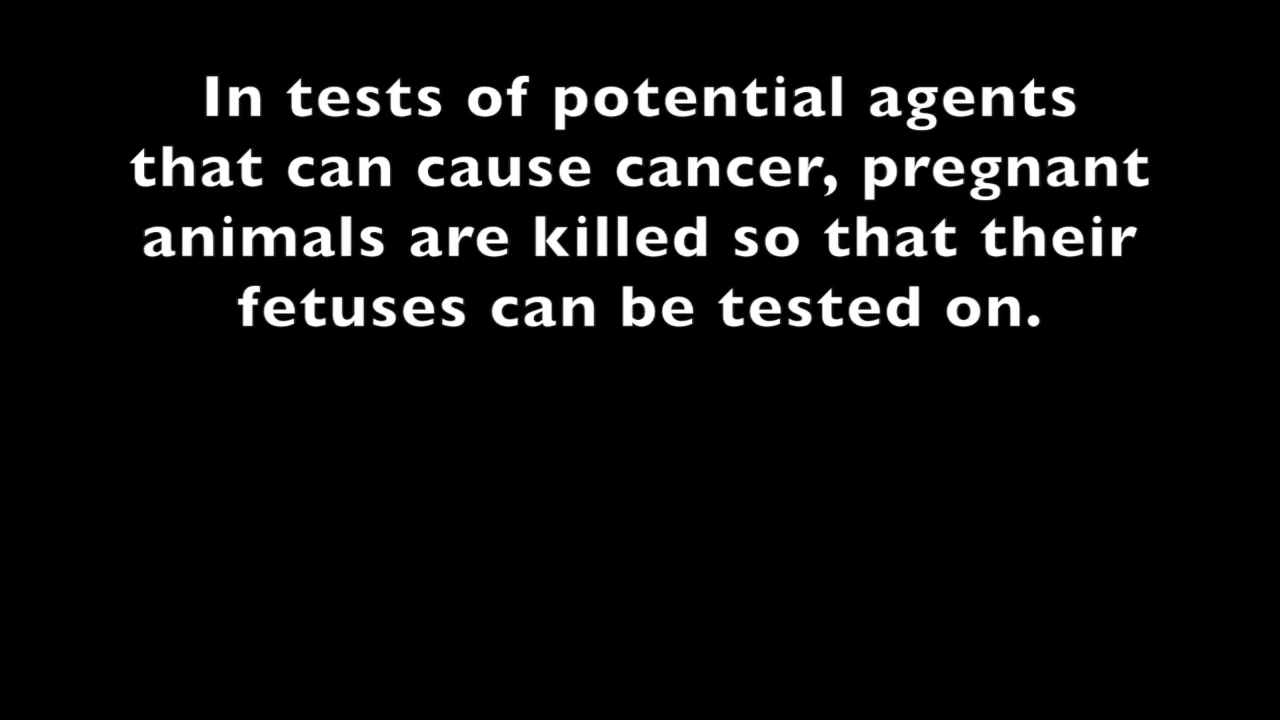 In tests of potential agents
that can cause cancer, pregnant
animals are killed so that their
fetuses can be tested on.